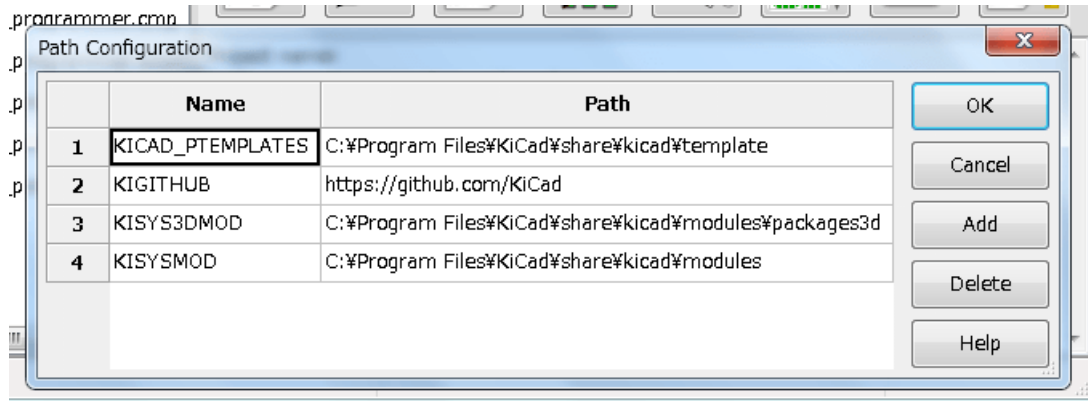 programmer.cmp
Path Configuration
Name Path
1 KICAD_PTEMPLATES C:¥Program Files¥KiCad¥share¥kicad¥template
2 KIGITHUB https://github.com/KiCad
3 KISYS3DMOD C:¥Program Files¥KiCad¥share¥kicad¥modules¥packages3d
4 KISYSMOD C:¥Program Files¥KiCad¥share¥kicad¥modules
OK
Cancel
Add
Delete
Help